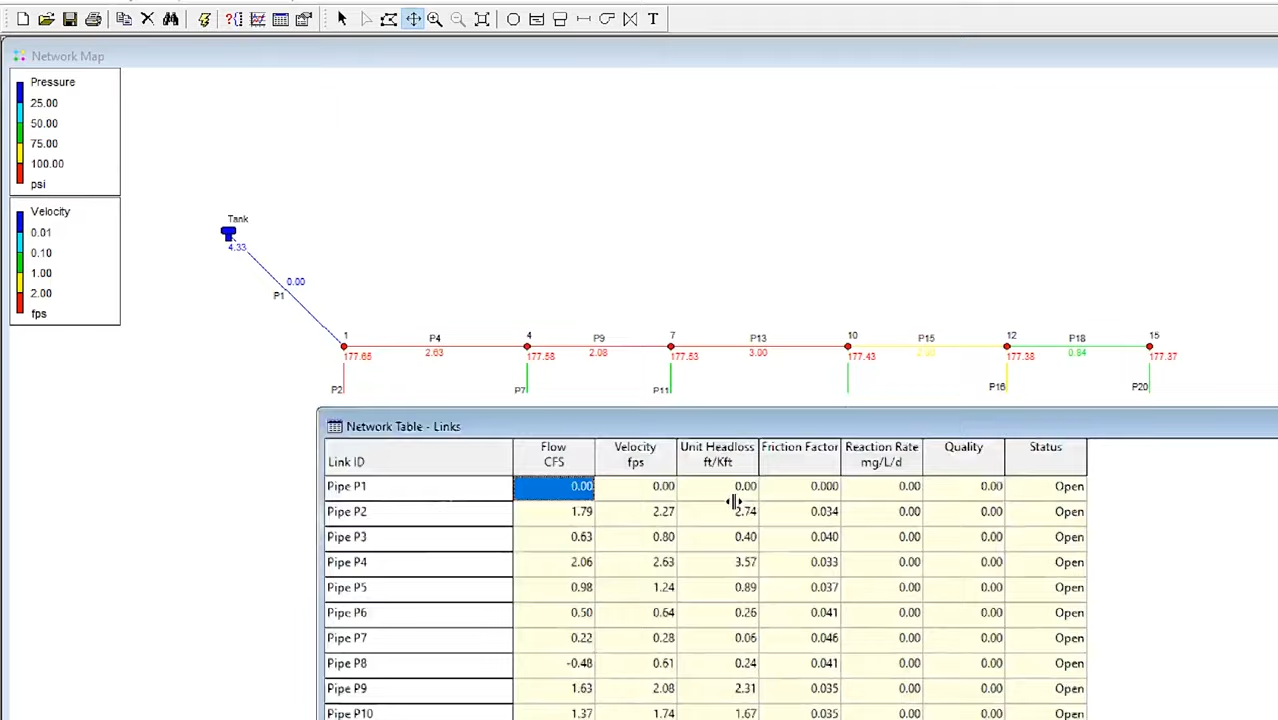 Network Map
Pressure
25.00
50.00
75.00
100.00
psi
Velocity
0.01
0.10
1.00
2.00
fps
Tank
4.33
0.00
P1
1 P4 4 P9 7 P13 10 P15 12 P18 15
177.65 2.63 177.58 2.08 177.53 3.00 177.43 177.38 0.84 177.37
P2 P7 P11 P16 P20
Network Table - Links
Link ID Flow CFS Velocity fps Unit Headloss ft/Kft Friction Factor Reaction Rate mg/L/d Quality Status
Pipe P1 0.00 0.00 0.00 0.000 0.00 0.00 Open
Pipe P2 1.79 2.27 2.74 0.034 0.00 0.00 Open
Pipe P3 0.63 0.80 0.40 0.040 0.00 0.00 Open
Pipe P4 2.06 2.63 3.57 0.033 0.00 0.00 Open
Pipe P5 0.98 1.24 0.89 0.037 0.00 0.00 Open
Pipe P6 0.50 0.64 0.26 0.041 0.00 0.00 Open
Pipe P7 0.22 0.28 0.06 0.046 0.00 0.00 Open
Pipe P8 -0.48 0.61 0.24 0.041 0.00 0.00 Open
Pipe P9 1.63 2.08 2.31 0.035 0.00 0.00 Open
Pipe P10 1.37 1.74 1.67 0.035 0.00 0.00 Open